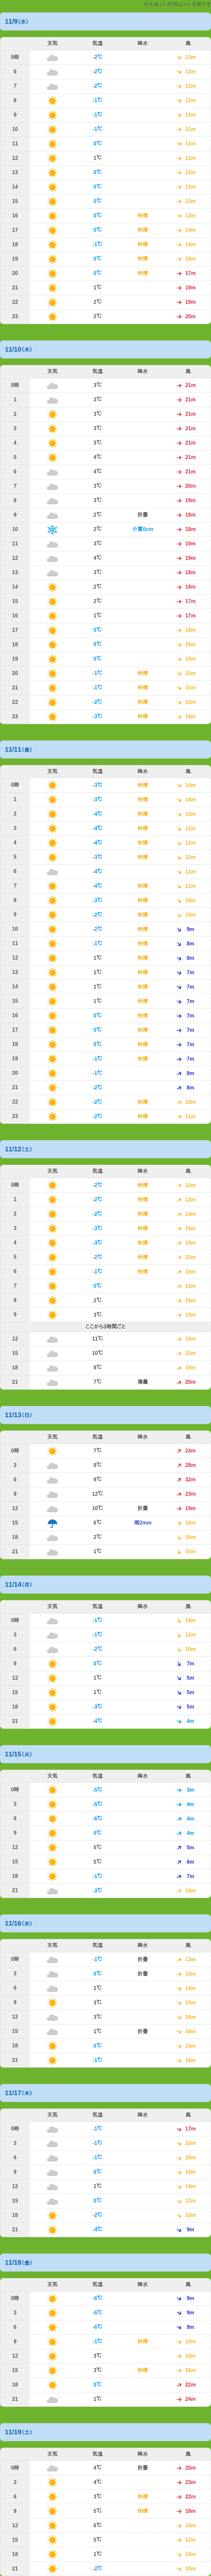 11/9(水)
天気 気温 降水 風
5時 -2℃ 13m
6 -2℃ 13m
7 -2℃ 12m
8 -1℃ 12m
9 -1℃ 11m
10 -1℃ 11m
11 0℃ 11m
12 1℃ 11m
13 0℃ 12m
14 0℃ 12m
15 0℃ 13m
16 0℃ 快晴 13m
17 0℃ 快晴 14m
18 -1℃ 快晴 14m
19 0℃ 快晴 16m
20 0℃ 快晴 17m
21 1℃ 19m
22 2℃ 19m
23 2℃ 20m
11/10(木)
天気 気温 降水 風
0時 3℃ 21m
1 3℃ 21m
2 3℃ 21m
3 3℃ 21m
4 3℃ 21m
5 4℃ 21m
6 4℃ 21m
7 3℃ 20m
8 3℃ 19m
9 2℃ 折曇 18m
10 2℃ 小雪0cm 18m
11 3℃ 19m
12 4℃ 19m
13 3℃ 18m
14 2℃ 18m
15 2℃ 17m
16 1℃ 17m
17 0℃ 16m
18 0℃ 15m
19 0℃ 15m
20 -1℃ 快晴 15m
21 -1℃ 快晴 15m
22 -2℃ 快晴 15m
23 -3℃ 快晴 14m
11/11(金)
天気 気温 降水 風
0時 -3℃ 快晴 14m
1 -3℃ 快晴 14m
2 -4℃ 快晴 13m
3 -4℃ 快晴 12m
4 -4℃ 快晴 12m
5 -3℃ 快晴 12m
6 -4℃ 11m
7 -4℃ 快晴 11m
8 -3℃ 快晴 10m
9 -2℃ 快晴 10m
10 -2℃ 快晴 9m
11 -1℃ 快晴 8m
12 1℃ 快晴 8m
13 1℃ 快晴 7m
14 1℃ 快晴 7m
15 1℃ 快晴 7m
16 0℃ 快晴 7m
17 0℃ 快晴 7m
18 0℃ 快晴 7m
19 -1℃ 快晴 7m
20 -1℃ 8m
21 -2℃ 8m
22 -2℃ 快晴 10m
23 -2℃ 快晴 11m
11/12(土)
天気 気温 降水 風
0時 -2℃ 快晴 12m
1 -2℃ 快晴 13m
2 -2℃ 快晴 14m
3 -3℃ 快晴 15m
4 -3℃ 快晴 15m
5 -2℃ 快晴 16m
6 -1℃ 快晴 15m
7 0℃ 15m
8 2℃ 15m
9 3℃ 15m
ここから3時間ごと
12 11℃ 16m
15 10℃ 15m
18 8℃ 15m
21 7℃ 薄曇 20m
11/13(日)
天気 気温 降水 風
0時 7℃ 24m
3 8℃ 28m
6 9℃ 32m
9 12℃ 23m
12 10℃ 折曇 19m
15 6℃ 雨2mm 16m
18 2℃ 16m
21 1℃ 15m
11/14(月)
天気 気温 降水 風
0時 -1℃ 14m
3 -1℃ 12m
6 -2℃ 10m
9 0℃ 7m
12 1℃ 5m
15 1℃ 5m
18 -3℃ 5m
21 -4℃ 4m
11/15(火)
天気 気温 降水 風
0時 -5℃ 3m
3 -5℃ 4m
6 -6℃ 4m
9 0℃ 4m
12 5℃ 5m
15 5℃ 6m
18 -1℃ 7m
21 -3℃ 10m
11/16(水)
天気 気温 降水 風
0時 -1℃ 折曇 13m
3 0℃ 折曇 13m
6 1℃ 14m
9 3℃ 15m
12 3℃ 16m
15 1℃ 折曇 16m
18 0℃ 15m
21 -1℃ 16m
11/17(木)
天気 気温 降水 風
0時 -1℃ 17m
3 -1℃ 16m
6 -1℃ 16m
9 0℃ 15m
12 1℃ 14m
15 0℃ 12m
18 -2℃ 10m
21 -4℃ 9m
11/18(金)
天気 気温 降水 風
0時 -6℃ 9m
3 -6℃ 9m
6 -6℃ 9m
9 -1℃ 快晴 10m
12 3℃ 10m
15 3℃ 快晴 16m
18 0℃ 22m
21 1℃ 24m
11/19(土)
天気 気温 降水 風
0時 4℃ 折曇 25m
3 4℃ 23m
6 3℃ 快晴 22m
9 5℃ 快晴 18m
12 6℃ 14m
15 5℃ 12m
18 1℃ 10m
21 -2℃ 10m